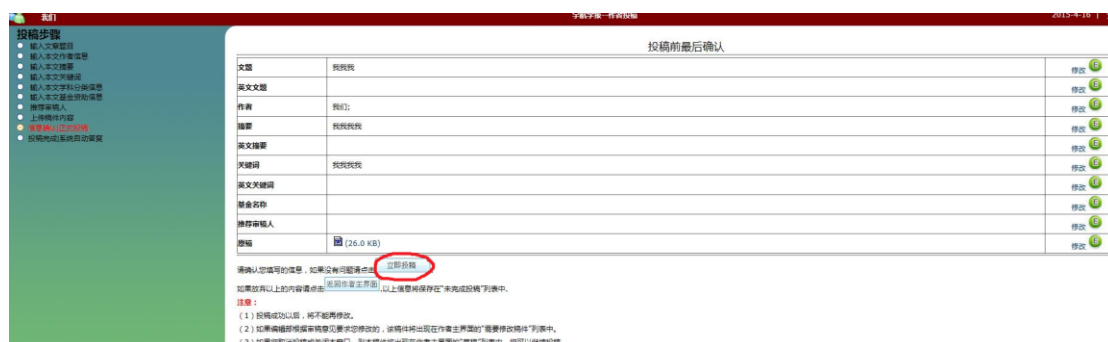 我们 宇航学报--作者投稿 2015-4-16 |
投稿步骤
输入文章题目
输入本文作者信息
输入本文摘要
输入本文关键词
输入本文学科分类信息
输入本文基金资助信息
推荐审稿人
上传稿件内容
信息确认|正式投稿
投稿完成|系统自动答复
投稿前最后确认
文题 我我我 修改
英文文题 修改
作者 我们; 修改
摘要 我我我我 修改
英文摘要 修改
关键词 我我我我 修改
英文关键词 修改
基金名称 修改
推荐审稿人 修改
原稿 (26.0 KB) 修改
请确认您填写的信息，如果没有问题请点击 立即投稿
如果放弃以上的内容请点击 返回作者主界面 ,以上信息将保存在"未完成投稿"列表中.
注意：
（1）投稿成功以后，将不能再修改。
（2）如果编辑部根据审稿意见要求您修改的，该稿件将出现在作者主界面的"需要修改稿件"列表中。